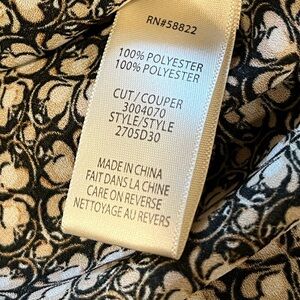 RN#58822
100% POLYESTER
100% POLYESTER
CUT / COUPER
3004070
STYLE/STYLE
2705D30
MADE IN CHINA
FAIT DANS LA CHINE
CARE ON REVERSE
NETTOYAGE AU REVERS